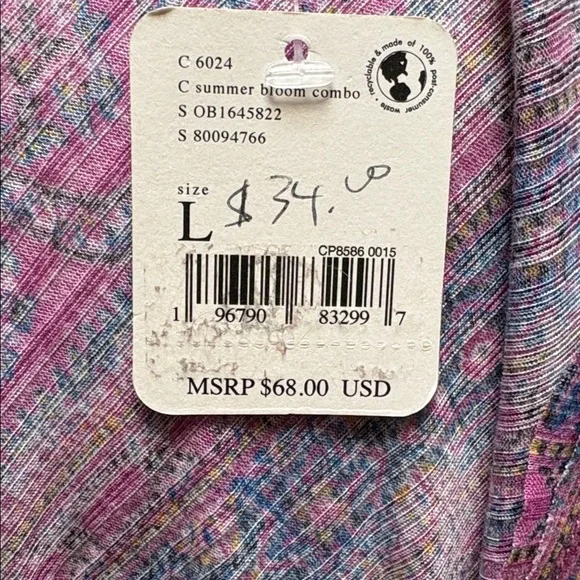 C 6024
C summer bloom combo
S OB1645822
S 80094766
recyclable & made of 100% post-consumer waste
size
L $34.00
CP8586 0015
1 96790 83299 7
MSRP $68.00 USD